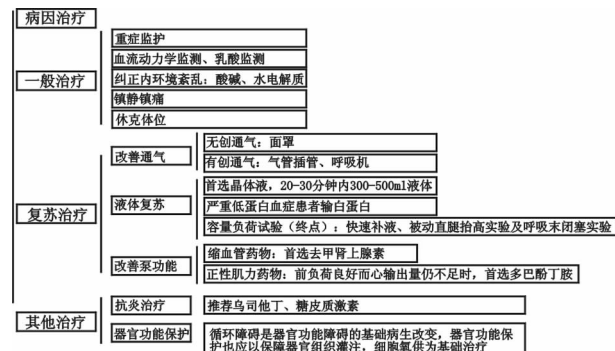 病因治疗
一般治疗
重症监护
血流动力学监测、乳酸监测
纠正内环境紊乱：酸碱、水电解质
镇静镇痛
休克体位
复苏治疗
改善通气
无创通气：面罩
有创通气：气管插管、呼吸机
液体复苏
首选晶体液，20-30分钟内300-500ml液体
严重低蛋白血症患者输白蛋白
容量负荷试验（终点）：快速补液、被动直腿抬高实验及呼吸末闭塞实验
改善泵功能
缩血管药物：首选去甲肾上腺素
正性肌力药物：前负荷良好而心输出量仍不足时，首选多巴酚丁胺
其他治疗
抗炎治疗
推荐乌司他丁、糖皮质激素
器官功能保护
循环障碍是器官功能障碍的基础病生改变，器官功能保
护也应以保障器官组织灌注，细胞氧供为基础治疗